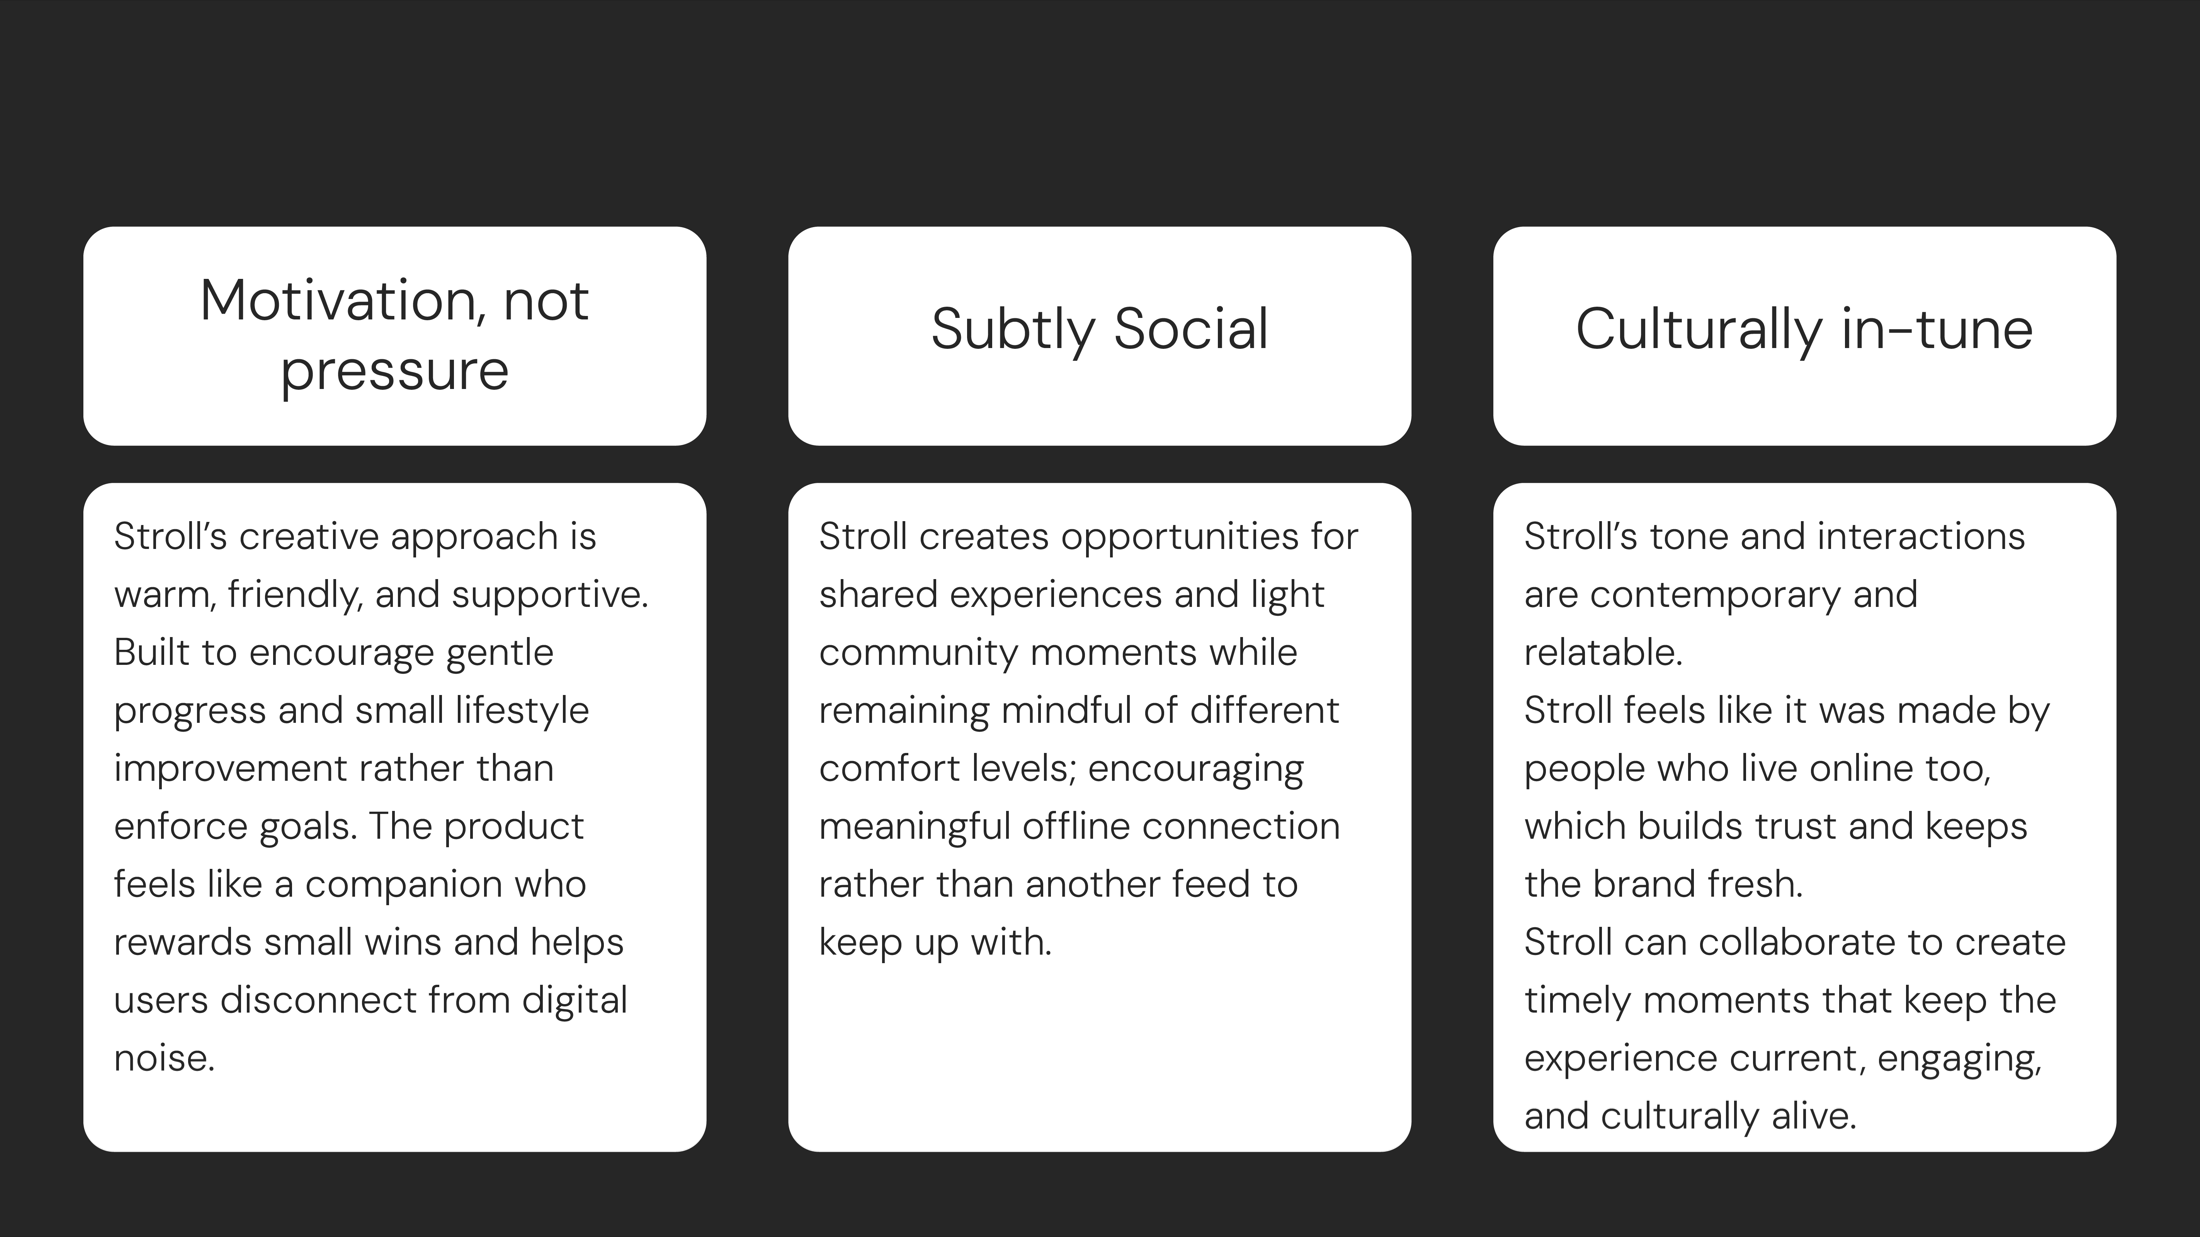 Motivation, not
pressure
Subtly Social
Culturally in-tune
Stroll’s creative approach is
warm, friendly, and supportive.
Built to encourage gentle
progress and small lifestyle
improvement rather than
enforce goals. The product
feels like a companion who
rewards small wins and helps
users disconnect from digital
noise.
Stroll creates opportunities for
shared experiences and light
community moments while
remaining mindful of different
comfort levels; encouraging
meaningful offline connection
rather than another feed to
keep up with.
Stroll’s tone and interactions
are contemporary and
relatable.
Stroll feels like it was made by
people who live online too,
which builds trust and keeps
the brand fresh.
Stroll can collaborate to create
timely moments that keep the
experience current, engaging,
and culturally alive.